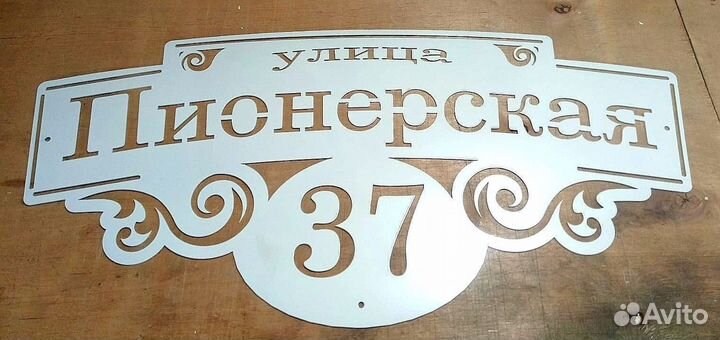 улица
Пионерская
37
Avito